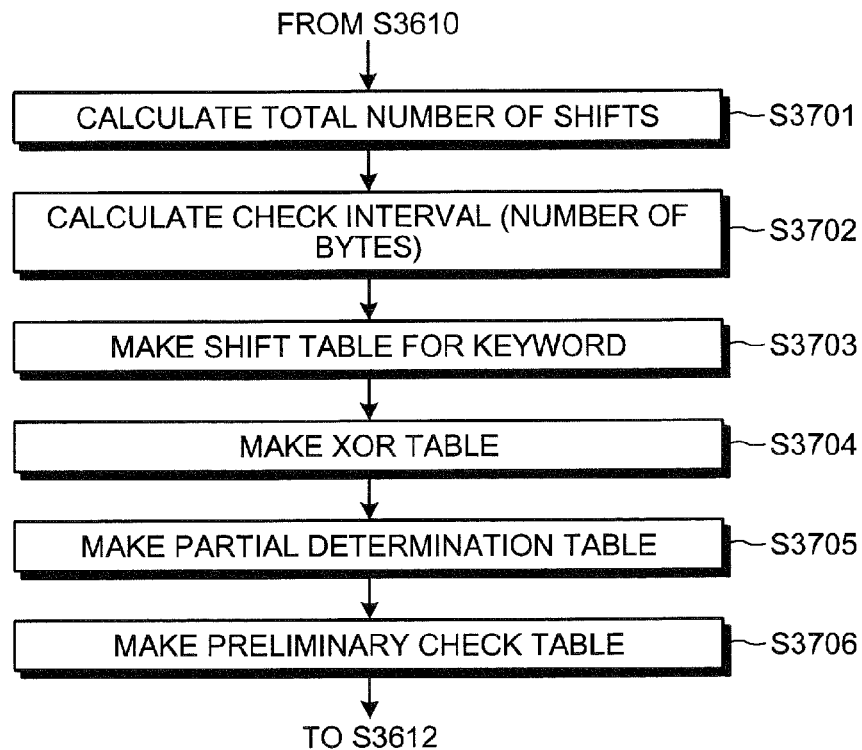 FROM S3610
CALCULATE TOTAL NUMBER OF SHIFTS
S3701
CALCULATE CHECK INTERVAL (NUMBER OF
BYTES)
S3702
MAKE SHIFT TABLE FOR KEYWORD
S3703
MAKE XOR TABLE
S3704
MAKE PARTIAL DETERMINATION TABLE
S3705
MAKE PRELIMINARY CHECK TABLE
S3706
TO S3612